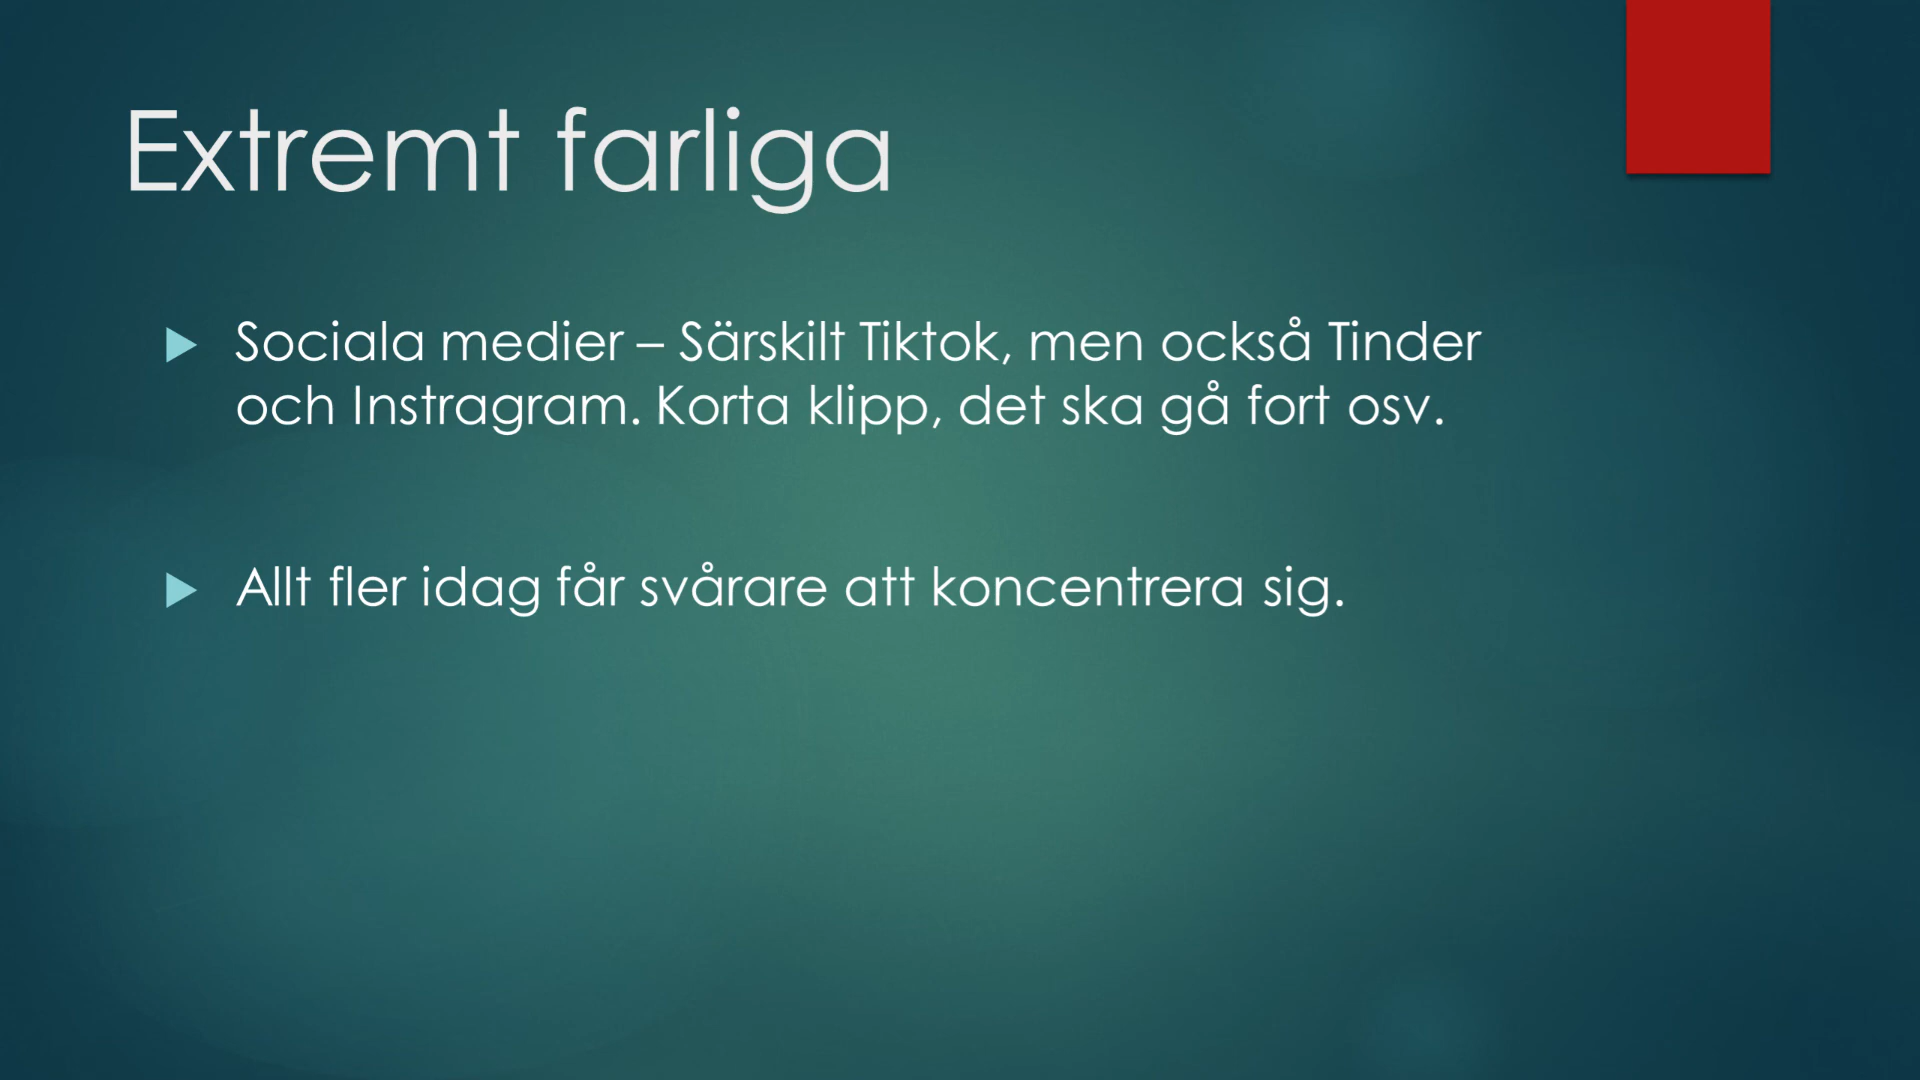 Extremt farliga
Sociala medier – Särskilt Tiktok, men också Tinder
och Instragram. Korta klipp, det ska gå fort osv.
Allt fler idag får svårare att koncentrera sig.